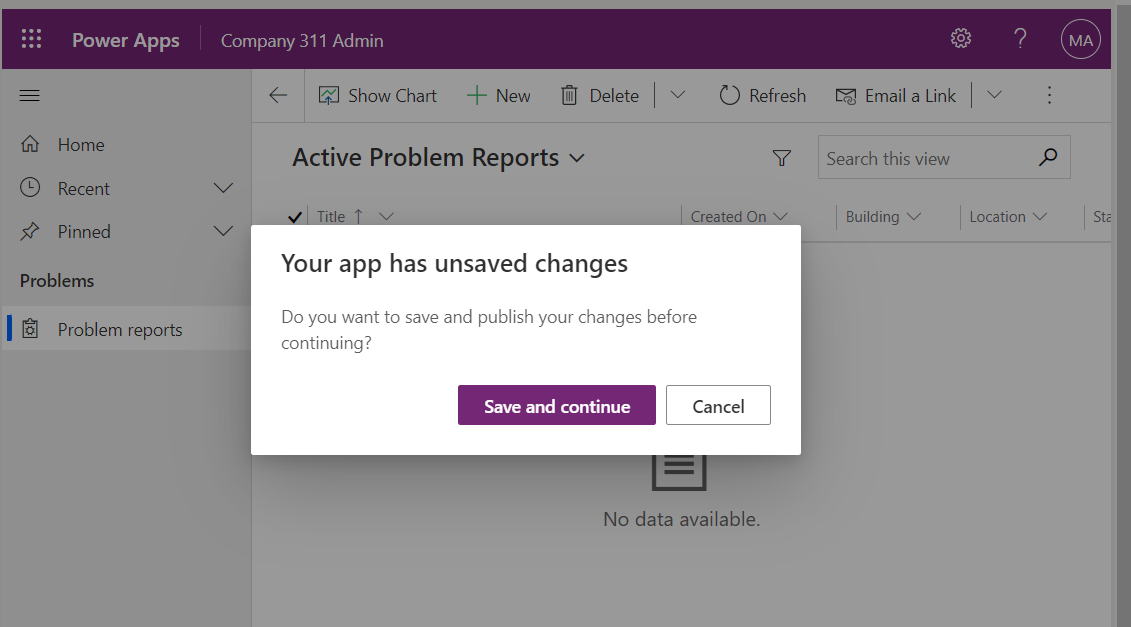 Power Apps Company 311 Admin MA
Show Chart New Delete Refresh Email a Link
Home
Recent
Pinned
Problems
Problem reports
Active Problem Reports Search this view
Title Created On Building Location Sta
Your app has unsaved changes
Do you want to save and publish your changes before
continuing?
Save and continue Cancel
No data available.